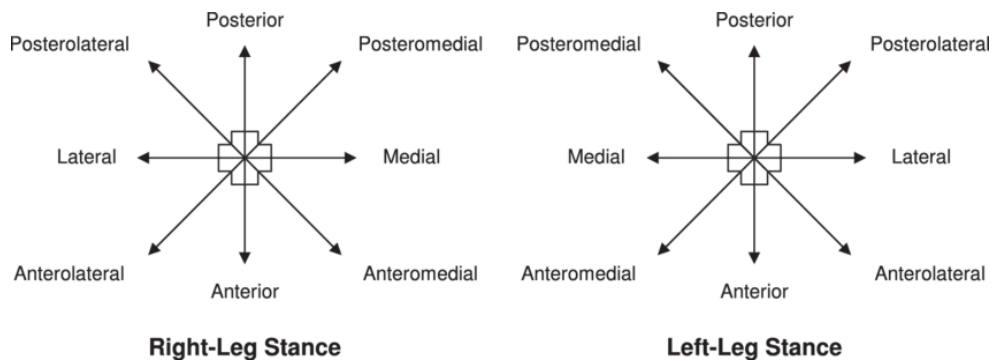 Posterior
Posterolateral
Posteromedial
Lateral
Medial
Anterolateral
Anteromedial
Anterior
Right-Leg Stance
Posterior
Posteromedial
Posterolateral
Medial
Lateral
Anteromedial
Anterolateral
Anterior
Left-Leg Stance